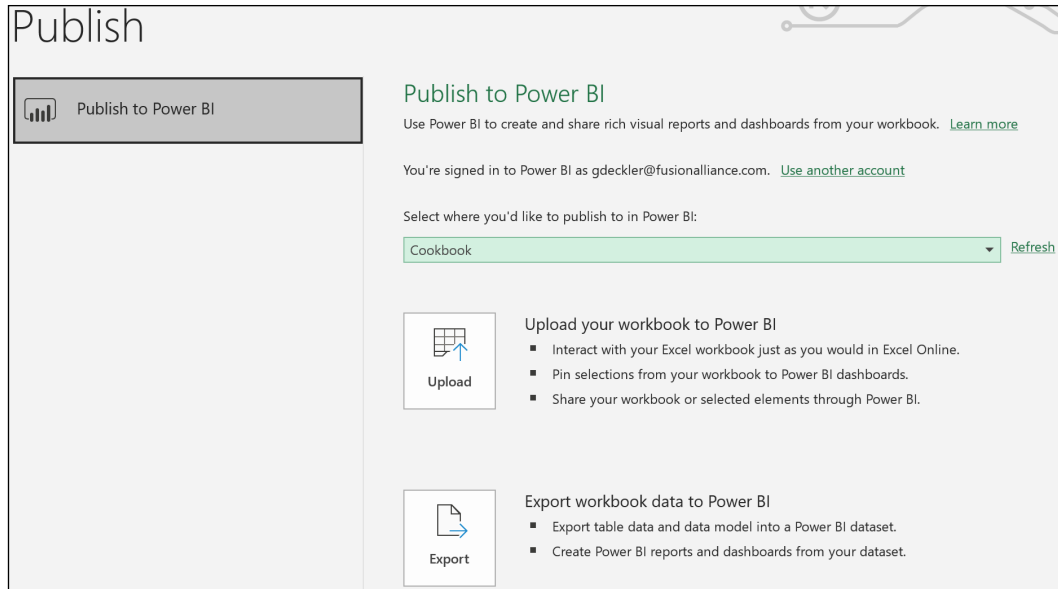 Publish
Publish to Power BI
Publish to Power BI
Use Power BI to create and share rich visual reports and dashboards from your workbook. Learn more
You're signed in to Power BI as gdeckler@fusionalliance.com. Use another account
Select where you'd like to publish to in Power BI:
Cookbook
Refresh
Upload
Upload your workbook to Power BI
Interact with your Excel workbook just as you would in Excel Online.
Pin selections from your workbook to Power BI dashboards.
Share your workbook or selected elements through Power BI.
Export
Export workbook data to Power BI
Export table data and data model into a Power BI dataset.
Create Power BI reports and dashboards from your dataset.